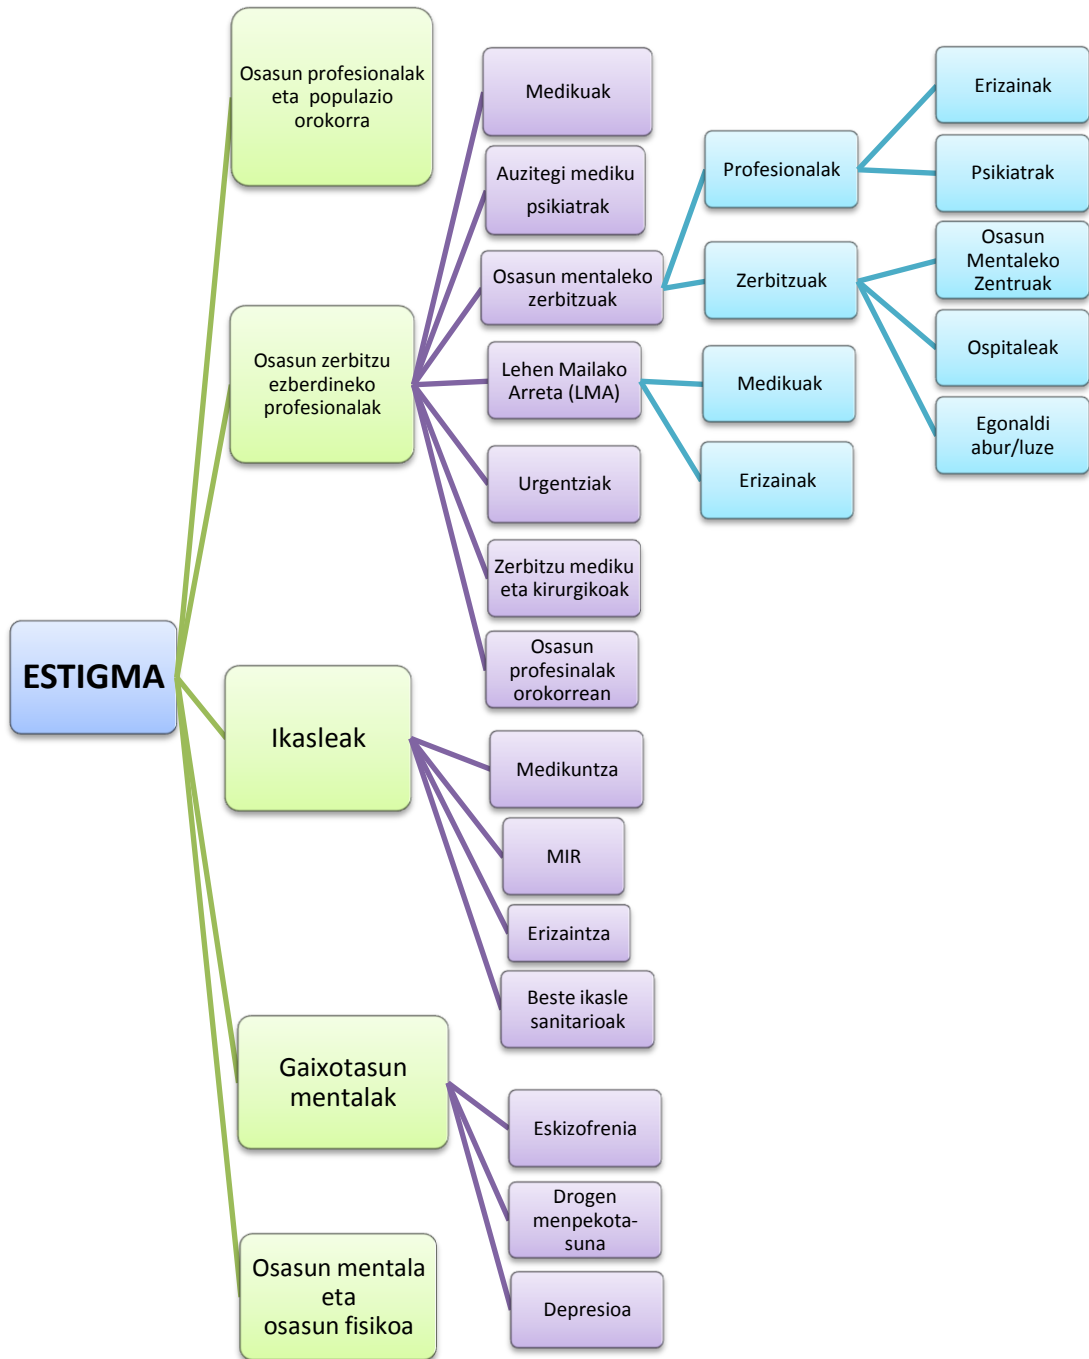 ESTIGMA
Osasun profesionalak
eta populazio
orokorra
Osasun zerbitzu
ezberdineko
profesionalak
Medikuak
Auzitegi mediku
psikiatrak
Osasun mentaleko
zerbitzuak
Profesionalak
Erizainak
Psikiatrak
Zerbitzuak
Osasun
Mentaleko
Zentruak
Ospitaleak
Egonaldi
abur/luze
Lehen Mailako
Arreta (LMA)
Medikuak
Erizainak
Urgentziak
Zerbitzu mediku
eta kirurgikoak
Osasun
profesinalak
orokorrean
Ikasleak
Medikuntza
MIR
Erizaintza
Beste ikasle
sanitarioak
Gaixotasun
mentalak
Eskizofrenia
Drogen
menpekota-
suna
Depresioa
Osasun mentala
eta
osasun fisikoa